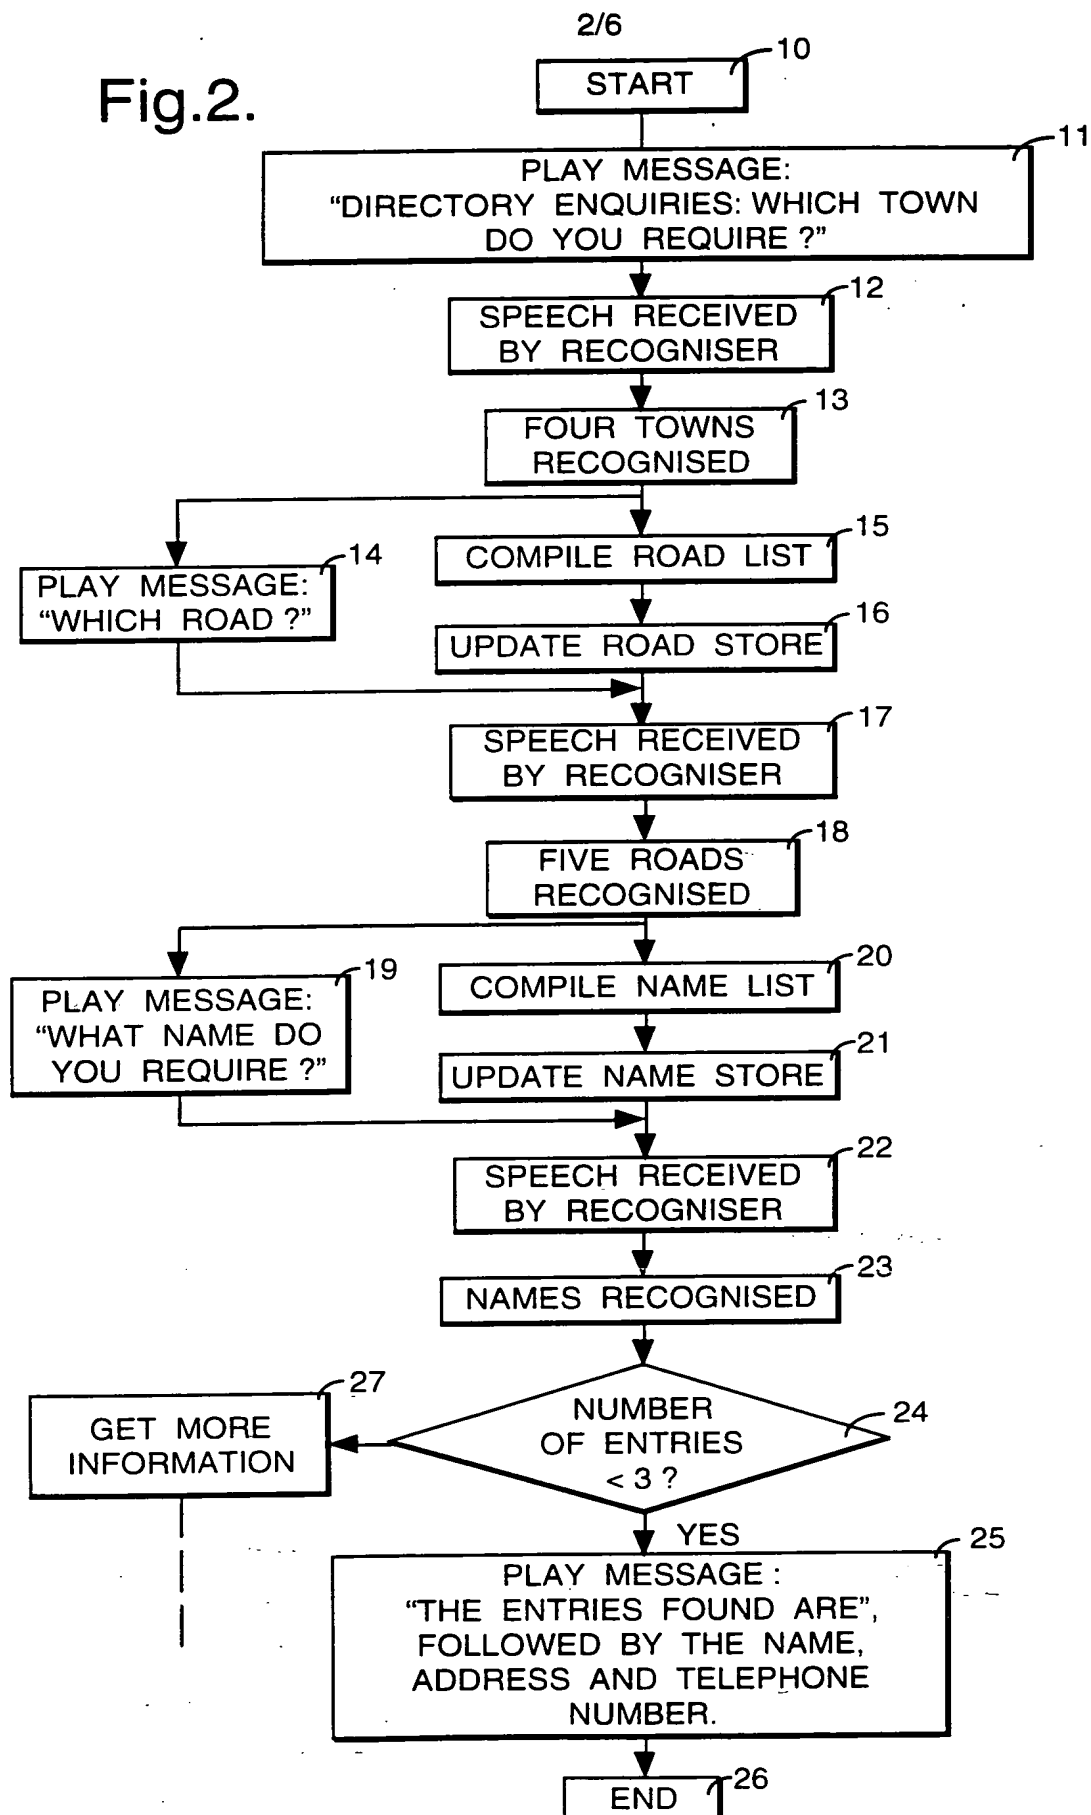 2/6
Fig.2.
10
START
11
PLAY MESSAGE:
“DIRECTORY ENQUIRIES: WHICH TOWN
DO YOU REQUIRE ?”
12
SPEECH RECEIVED
BY RECOGNISER
13
FOUR TOWNS
RECOGNISED
14
PLAY MESSAGE:
“WHICH ROAD ?”
15
COMPILE ROAD LIST
16
UPDATE ROAD STORE
17
SPEECH RECEIVED
BY RECOGNISER
18
FIVE ROADS
RECOGNISED
19
PLAY MESSAGE:
“WHAT NAME DO
YOU REQUIRE ?”
20
COMPILE NAME LIST
21
UPDATE NAME STORE
22
SPEECH RECEIVED
BY RECOGNISER
23
NAMES RECOGNISED
24
NUMBER
OF ENTRIES
< 3 ?
27
GET MORE
INFORMATION
YES
25
PLAY MESSAGE :
“THE ENTRIES FOUND ARE”,
FOLLOWED BY THE NAME,
ADDRESS AND TELEPHONE
NUMBER.
26
END